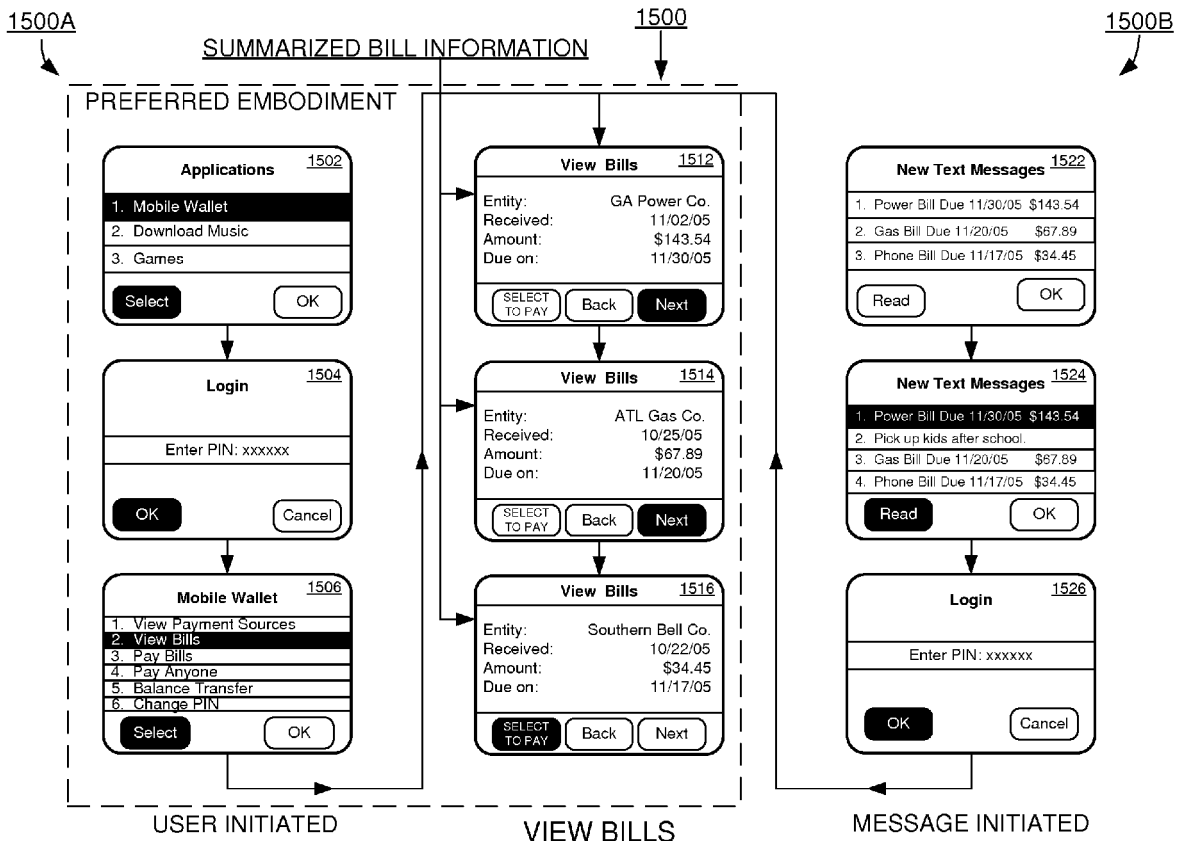 1500A
1500
1500B
SUMMARIZED BILL INFORMATION
PREFERRED EMBODIMENT
Applications
1502
1. Mobile Wallet
2. Download Music
3. Games
Select
OK
Login
1504
Enter PIN: xxxxxx
OK
Cancel
Mobile Wallet
1506
1. View Payment Sources
2. View Bills
3. Pay Bills
4. Pay Anyone
5. Balance Transfer
6. Change PIN
Select
OK
USER INITIATED
View Bills
1512
Entity: GA Power Co.
Received: 11/02/05
Amount: $143.54
Due on: 11/30/05
SELECT
TO PAY
Back
Next
View Bills
1514
Entity: ATL Gas Co.
Received: 10/25/05
Amount: $67.89
Due on: 11/20/05
SELECT
TO PAY
Back
Next
View Bills
1516
Entity: Southern Bell Co.
Received: 10/22/05
Amount: $34.45
Due on: 11/17/05
SELECT
TO PAY
Back
Next
VIEW BILLS
New Text Messages
1522
1. Power Bill Due 11/30/05 $143.54
2. Gas Bill Due 11/20/05 $67.89
3. Phone Bill Due 11/17/05 $34.45
Read
OK
New Text Messages
1524
1. Power Bill Due 11/30/05 $143.54
2. Pick up kids after school.
3. Gas Bill Due 11/20/05 $67.89
4. Phone Bill Due 11/17/05 $34.45
Read
OK
Login
1526
Enter PIN: xxxxxx
OK
Cancel
MESSAGE INITIATED